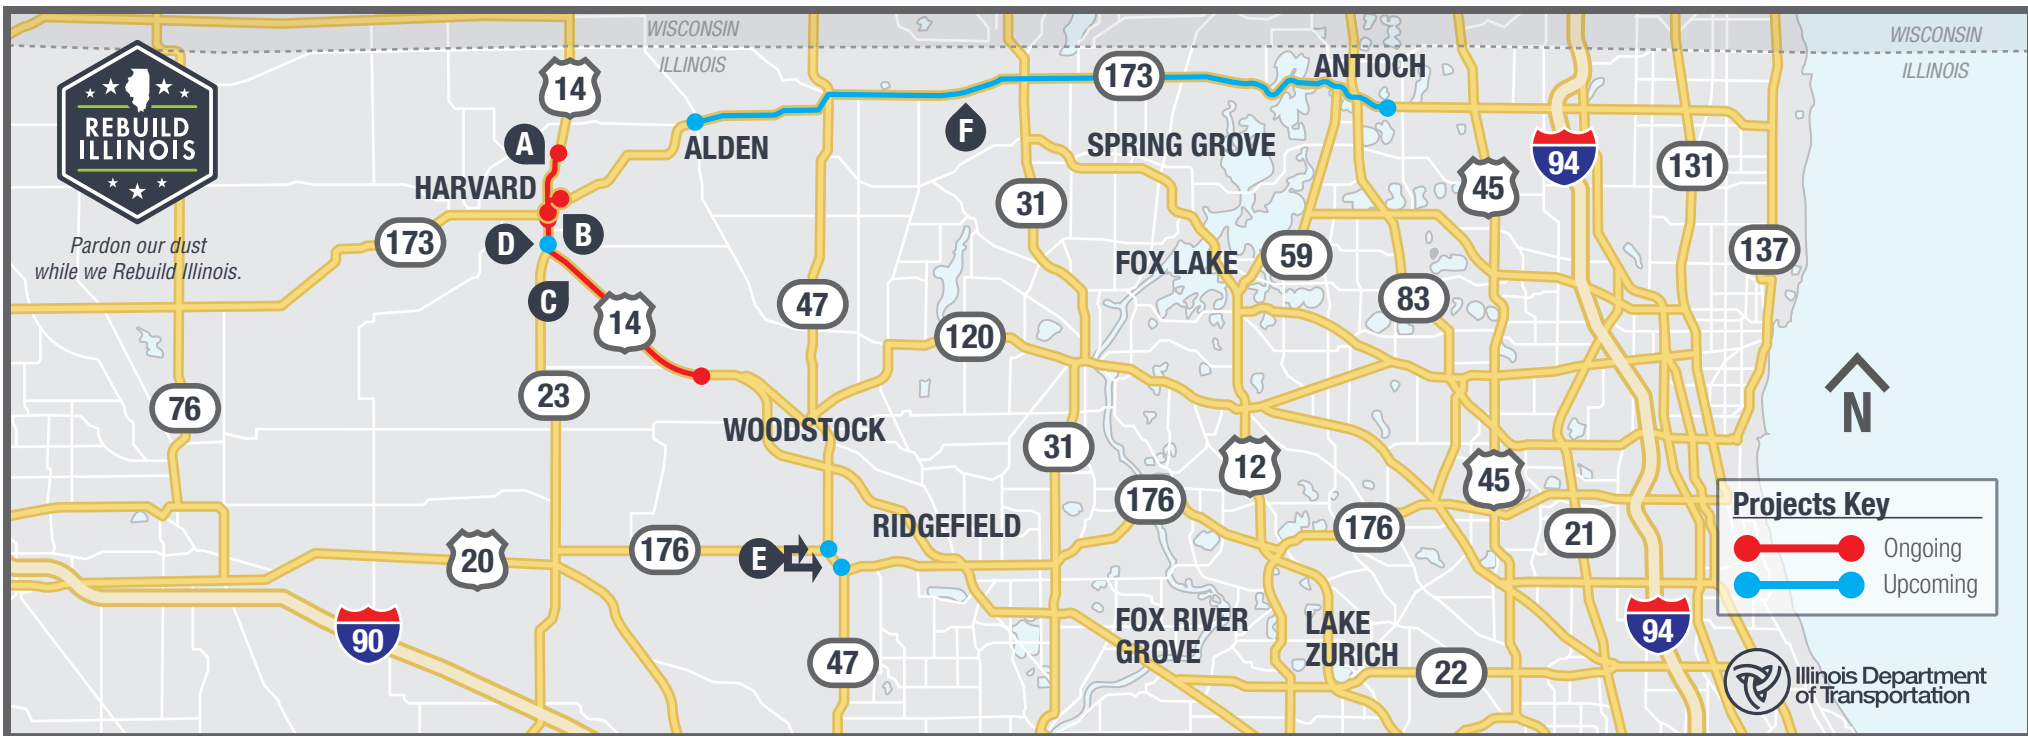 WISCONSIN
ILLINOIS
WISCONSIN
ILLINOIS
REBUILD
ILLINOIS
Pardon our dust
while we Rebuild Illinois.
14
173
ANTIOCH
A
ALDEN
F
SPRING GROVE
94
131
HARVARD
45
31
B
D
173
137
59
FOX LAKE
C
14
47
83
120
23
76
N
WOODSTOCK
31
12
45
176
Projects Key
Ongoing
Upcoming
RIDGEFIELD
176
21
20
176
E
90
FOX RIVER
GROVE
LAKE
ZURICH
94
47
22
Illinois Department
of Transportation